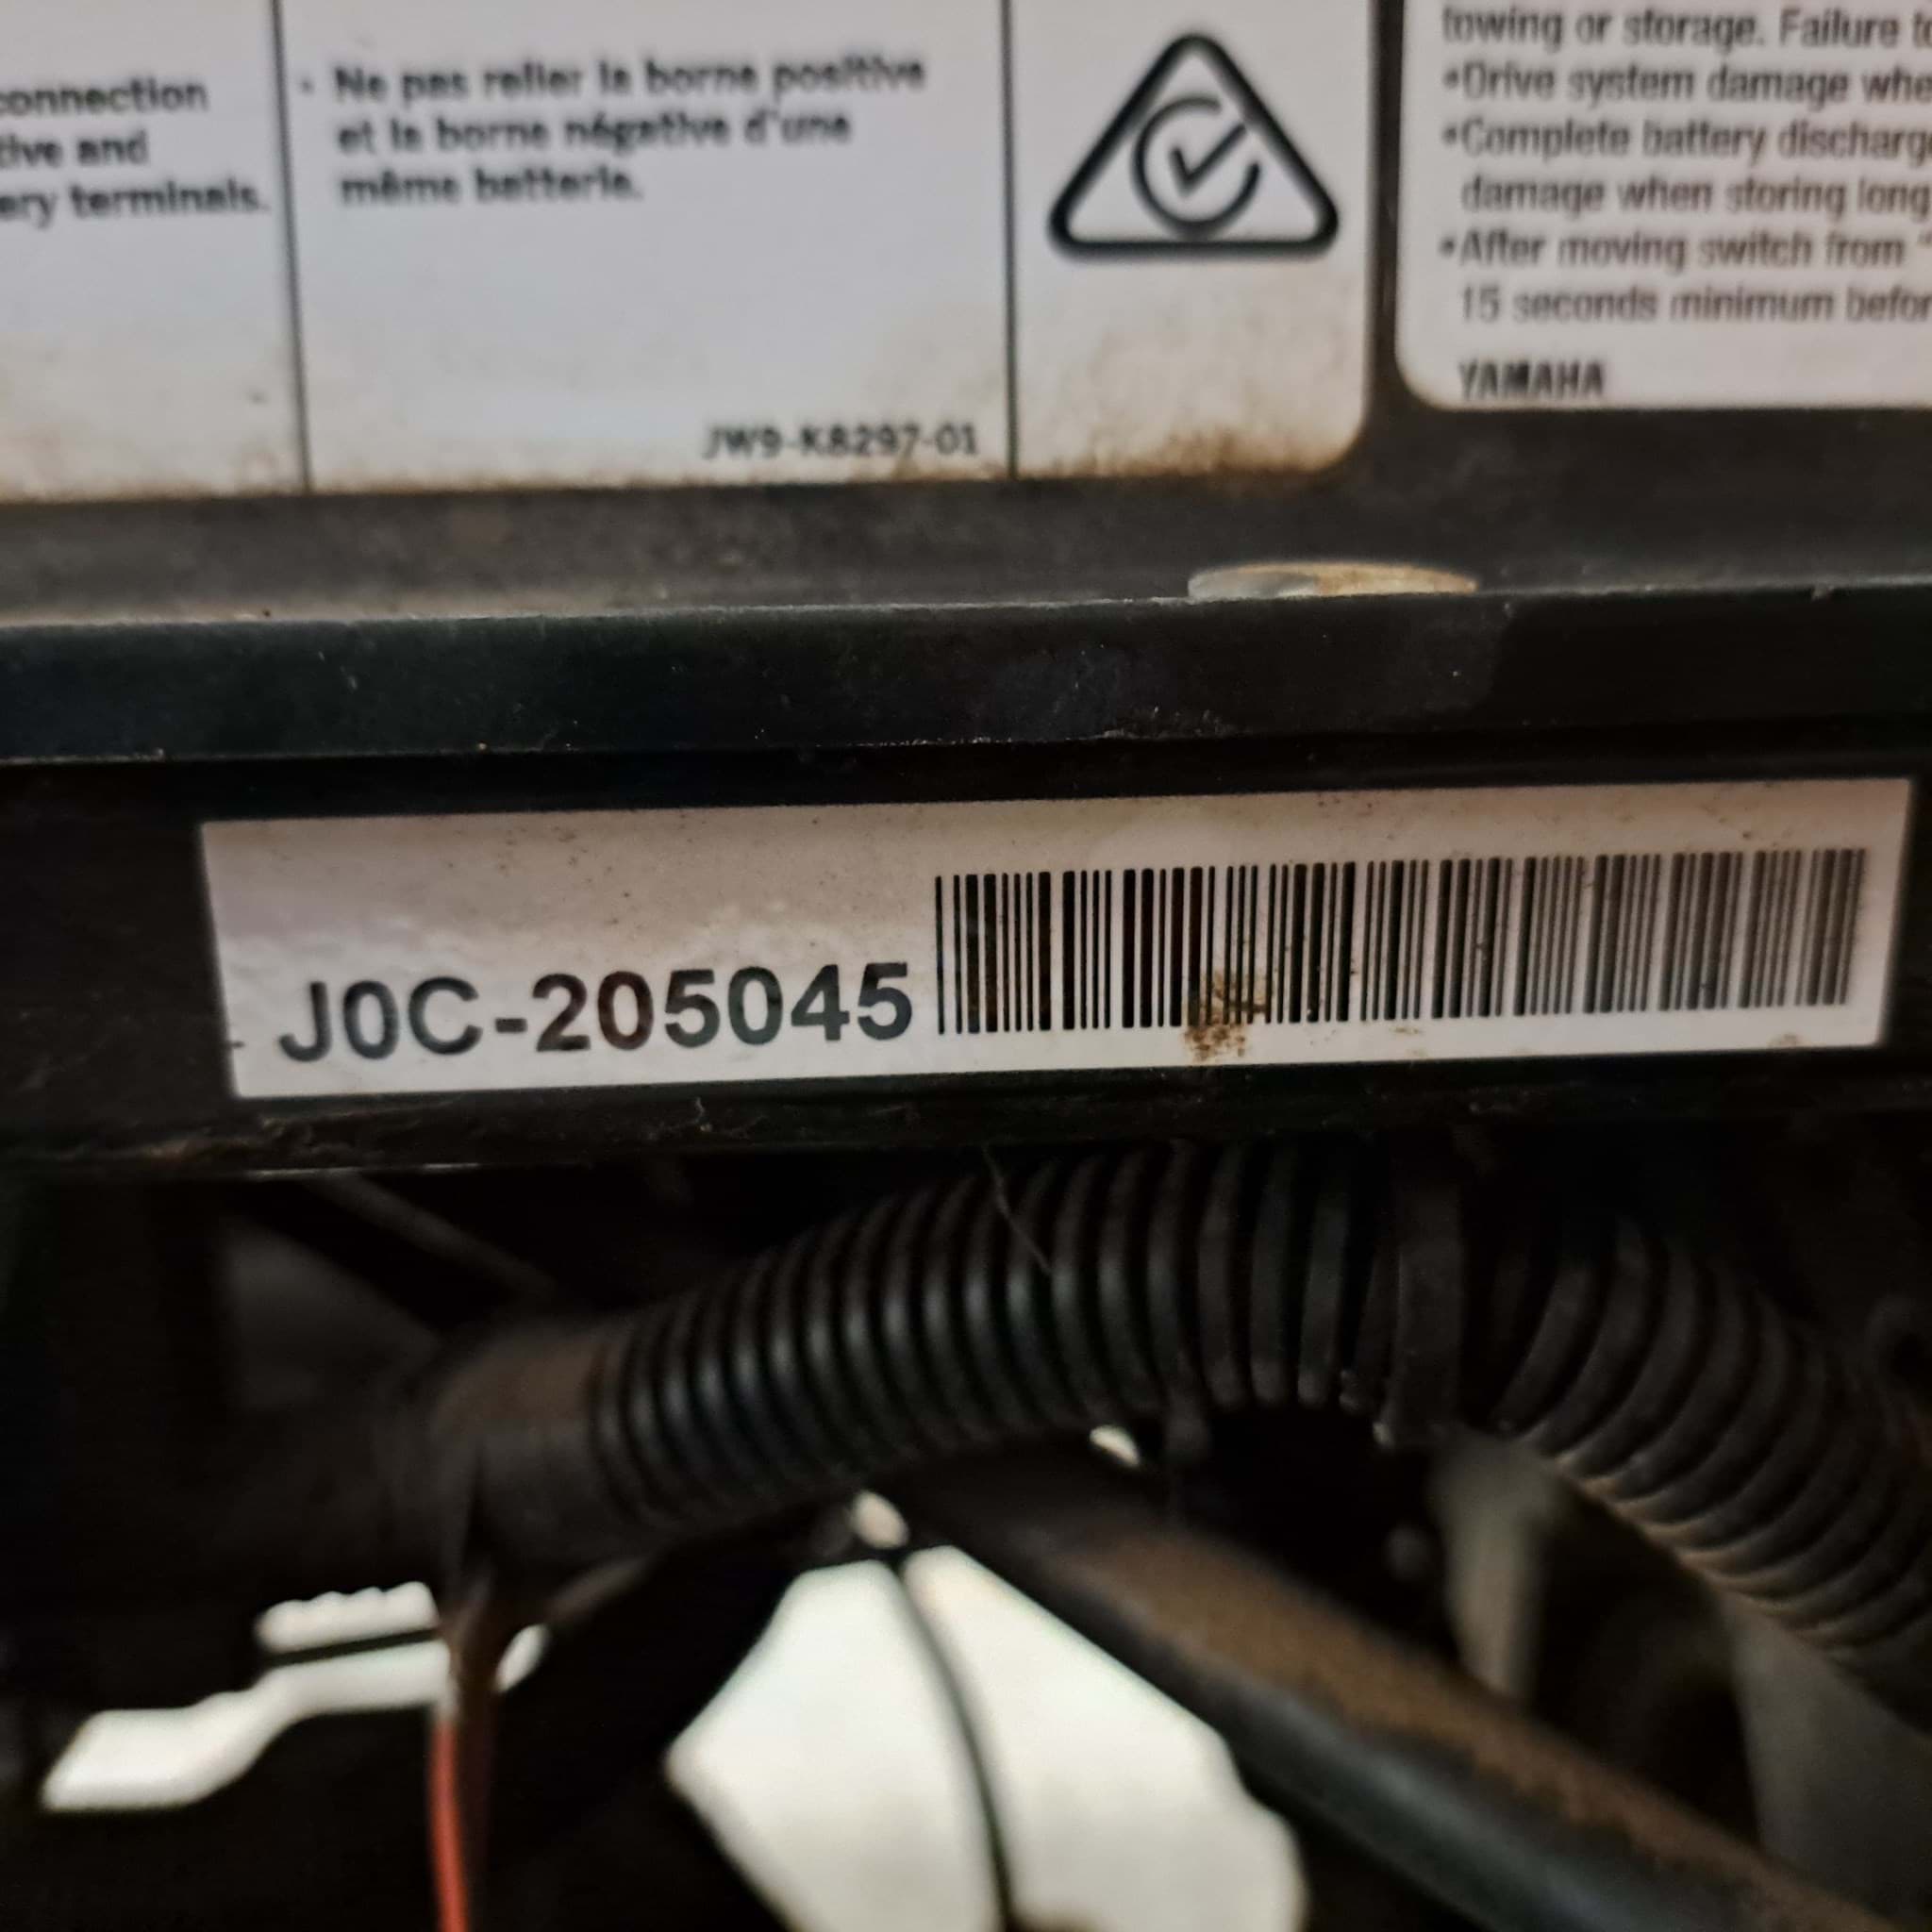 connection
tive and
ery terminals.
· Ne pas relier la borne positive
et la borne négative d'une
même batterie.
JW9-K8297-01
towing or storage. Failure to
•Drive system damage whe
•Complete battery discharg
damage when storing long
•After moving switch from "
15 seconds minimum befor
YAMAHA
J0C-205045